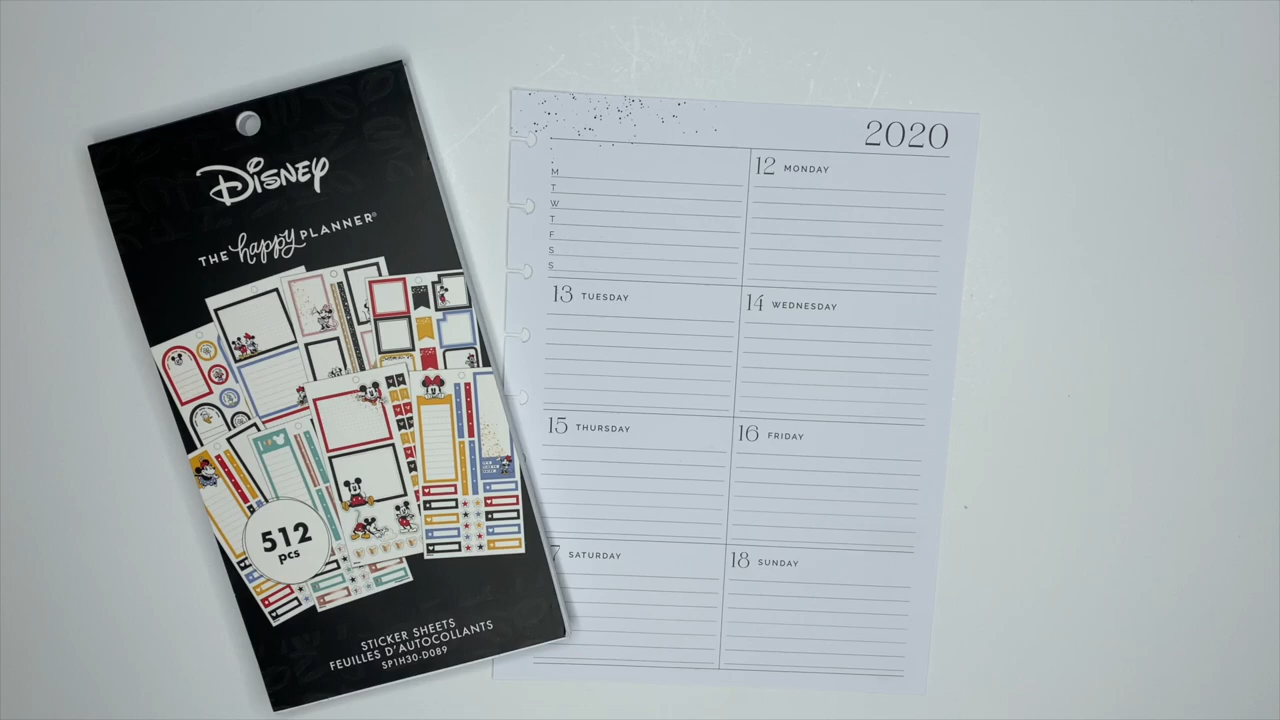 Disney
THE happy PLANNER®
512
pcs
STICKER SHEETS
FEUILLES D'AUTOCOLLANTS
SP1H30-D089
2020
M
T
W
T
F
S
S
12 MONDAY
13 TUESDAY
14 WEDNESDAY
15 THURSDAY
16 FRIDAY
7 SATURDAY
18 SUNDAY